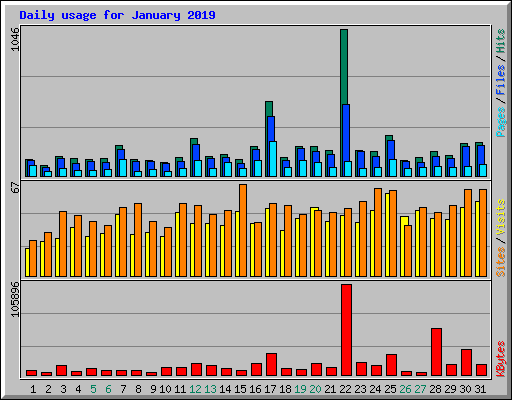 Daily usage for January 2019
1046
Pages / Files / Hits
67
Sites / Visits
105896
KBytes
1 2 3 4 5 6 7 8 9 10 11 12 13 14 15 16 17 18 19 20 21 22 23 24 25 26 27 28 29 30 31